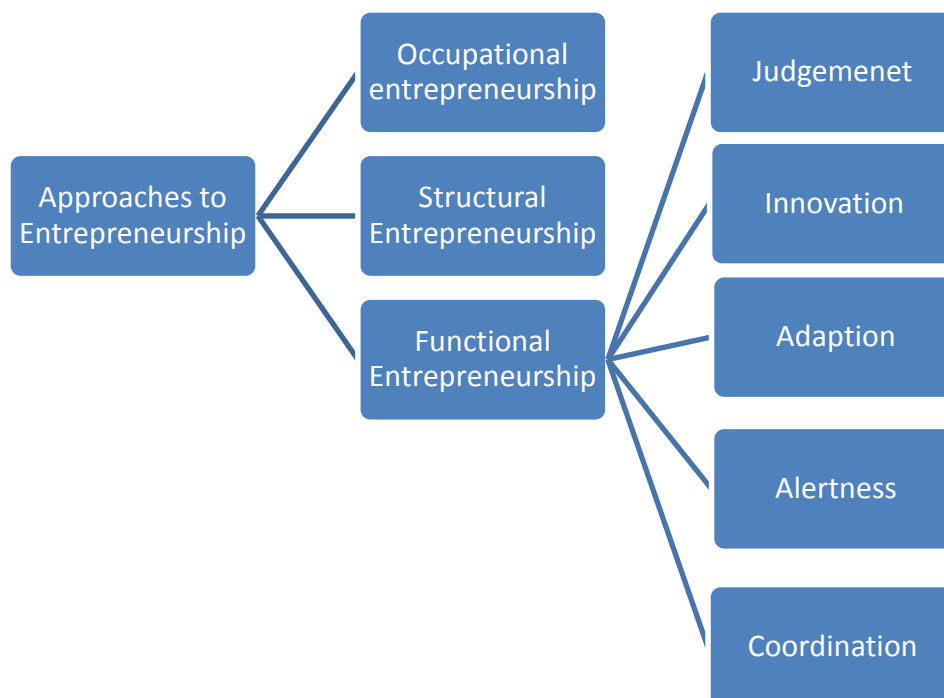 Approaches to
Entrepreneurship
Occupational
entrepreneurship
Structural
Entrepreneurship
Functional
Entrepreneurship
Judgemenet
Innovation
Adaption
Alertness
Coordination